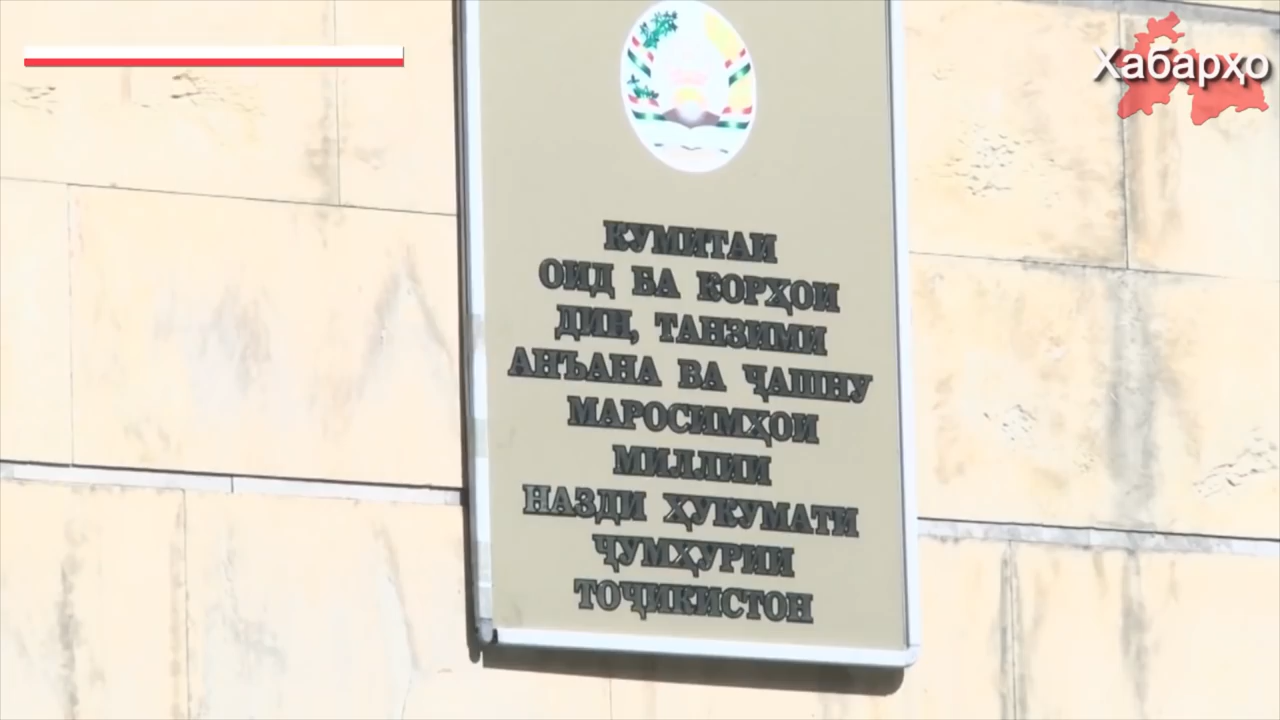 Хабарҳо
КУМИТАИ
ОИД БА КОРҲОИ
ДИН, ТАНЗИМИ
АНЪАНА ВА ҶАШНУ
МАРОСИМҲОИ
МИЛЛИИ
НАЗДИ ҲУКУМАТИ
ҶУМҲУРИИ
ТОҶИКИСТОН